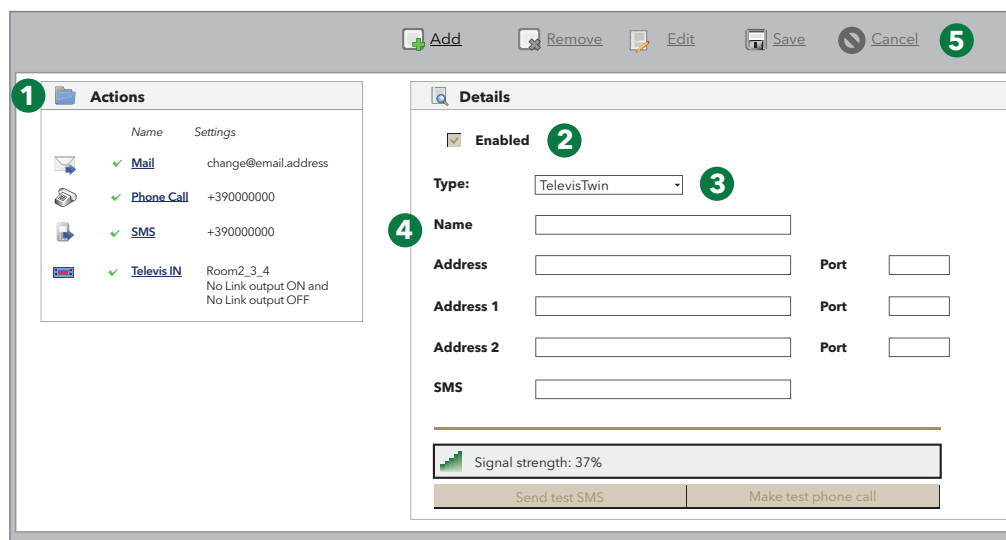 Add Remove Edit Save Cancel 5
1 Actions
Name Settings
Mail change@email.address
Phone Call +390000000
SMS +390000000
Televis IN Room2_3_4
No Link output ON and
No Link output OFF
Details
Enabled 2
Type: TelevisTwin 3
4 Name
Address Port
Address 1 Port
Address 2 Port
SMS
Signal strength: 37%
Send test SMS Make test phone call